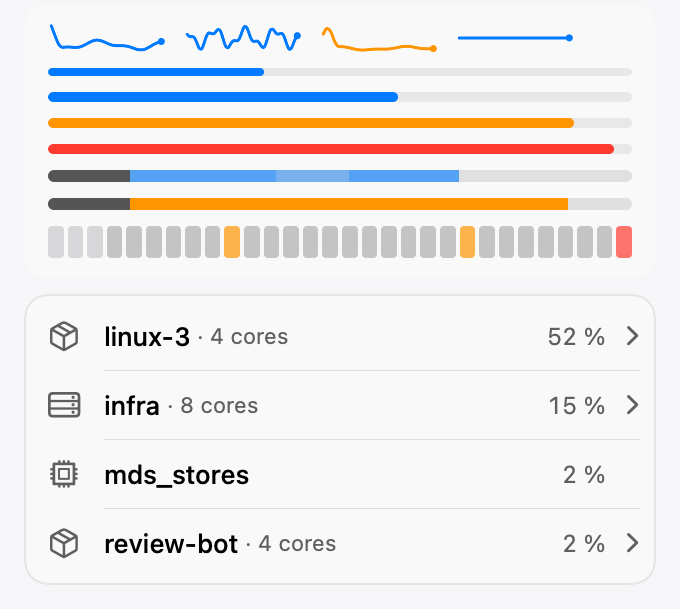 linux-3 · 4 cores 52 %
infra · 8 cores 15 %
mds_stores 2 %
review-bot · 4 cores 2 %